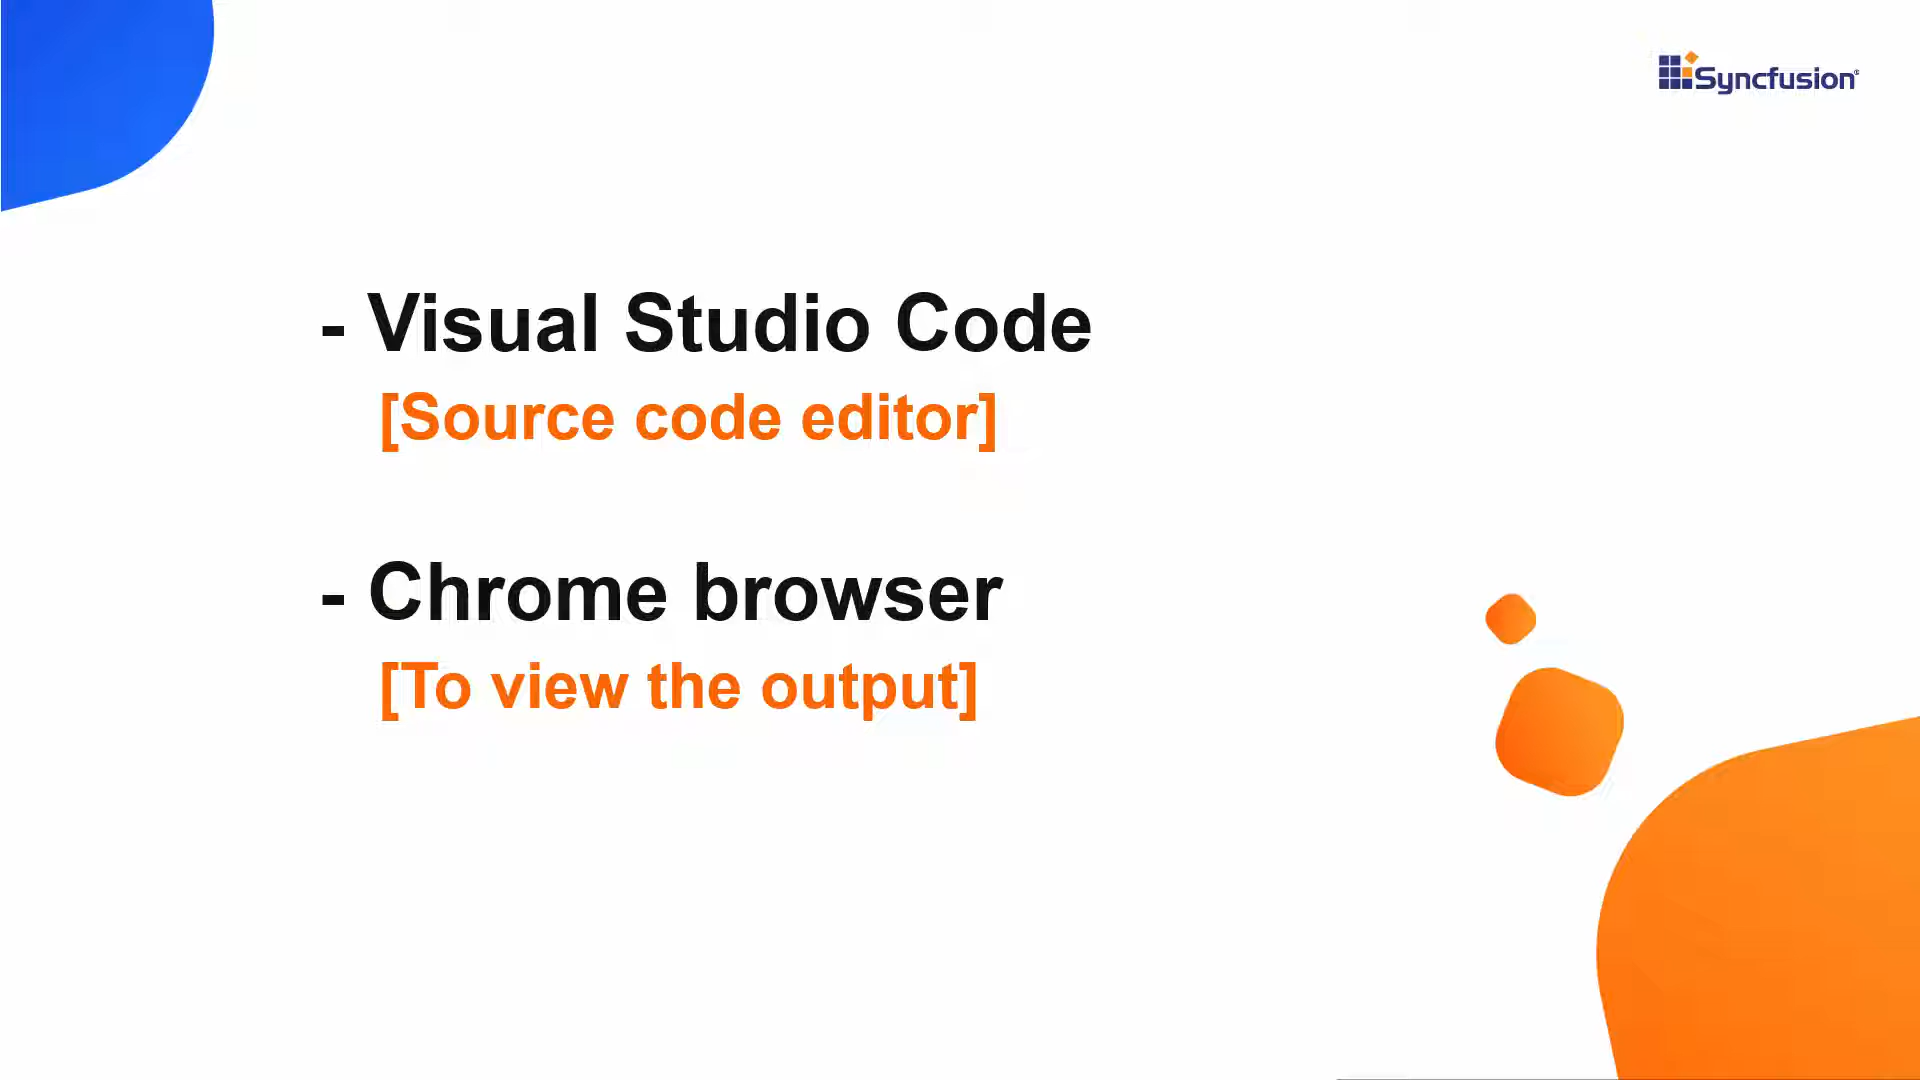 Syncfusion®
- Visual Studio Code
[Source code editor]
- Chrome browser
[To view the output]